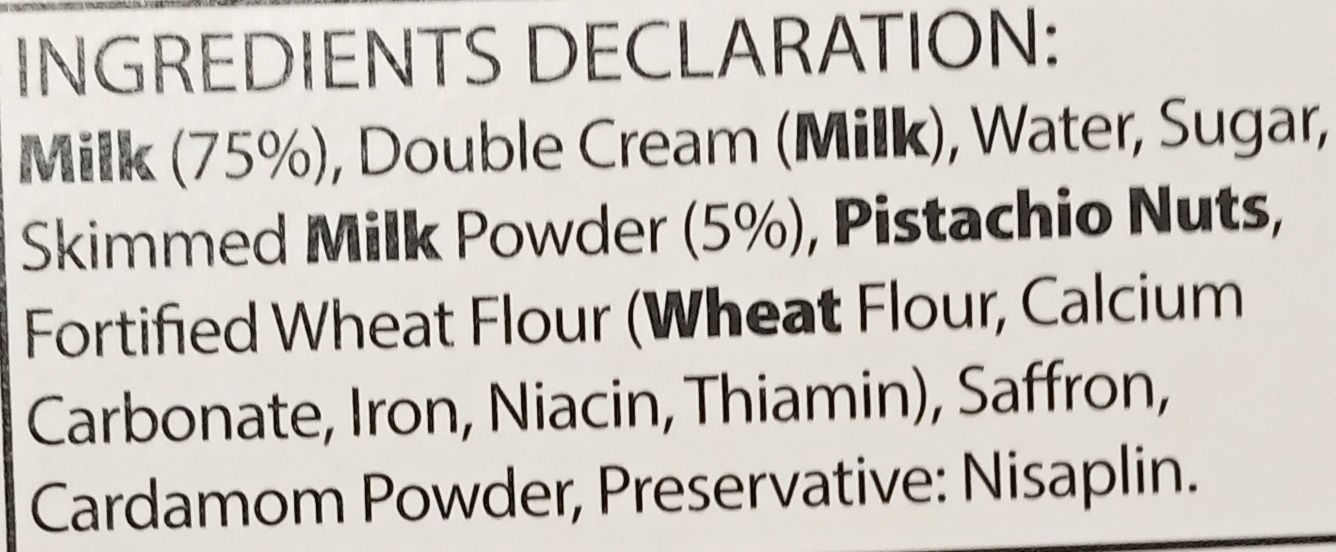 INGREDIENTS DECLARATION:
Milk (75%), Double Cream (Milk), Water, Sugar,
Skimmed Milk Powder (5%), Pistachio Nuts,
Fortified Wheat Flour (Wheat Flour, Calcium
Carbonate, Iron, Niacin, Thiamin), Saffron,
Cardamom Powder, Preservative: Nisaplin.